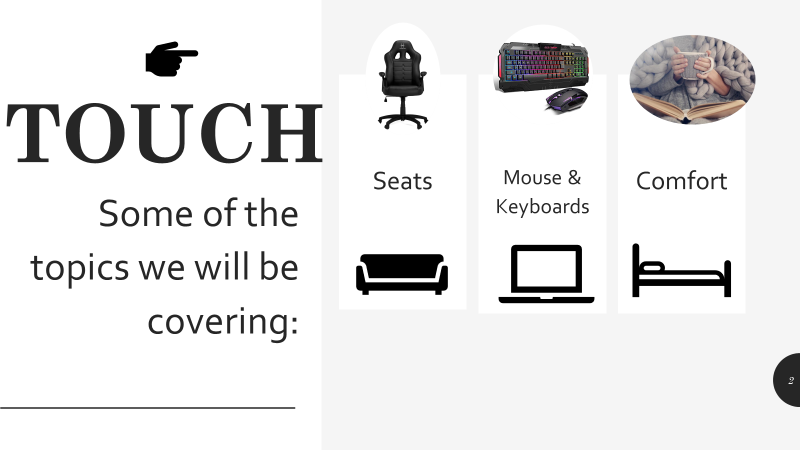 TOUCH
Some of the
topics we will be
covering:
Seats
Mouse &
Keyboards
Comfort
2